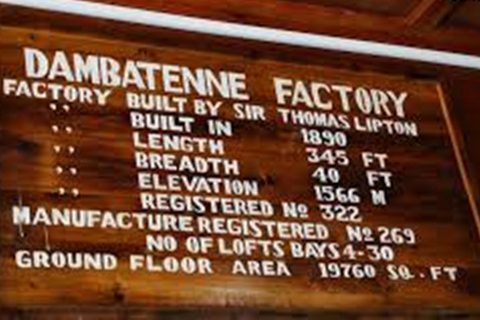 DAMBATENNE FACTORY
FACTORY BUILT BY SIR THOMAS LIPTON
,, BUILT IN 1890
,, LENGTH 345 FT
,, BREADTH 40 FT
,, ELEVATION 1566 M
,, REGISTERED № 322
MANUFACTURE REGISTERED № 269
NO OF LOFTS BAYS 4-30
GROUND FLOOR AREA 19760 SQ. FT